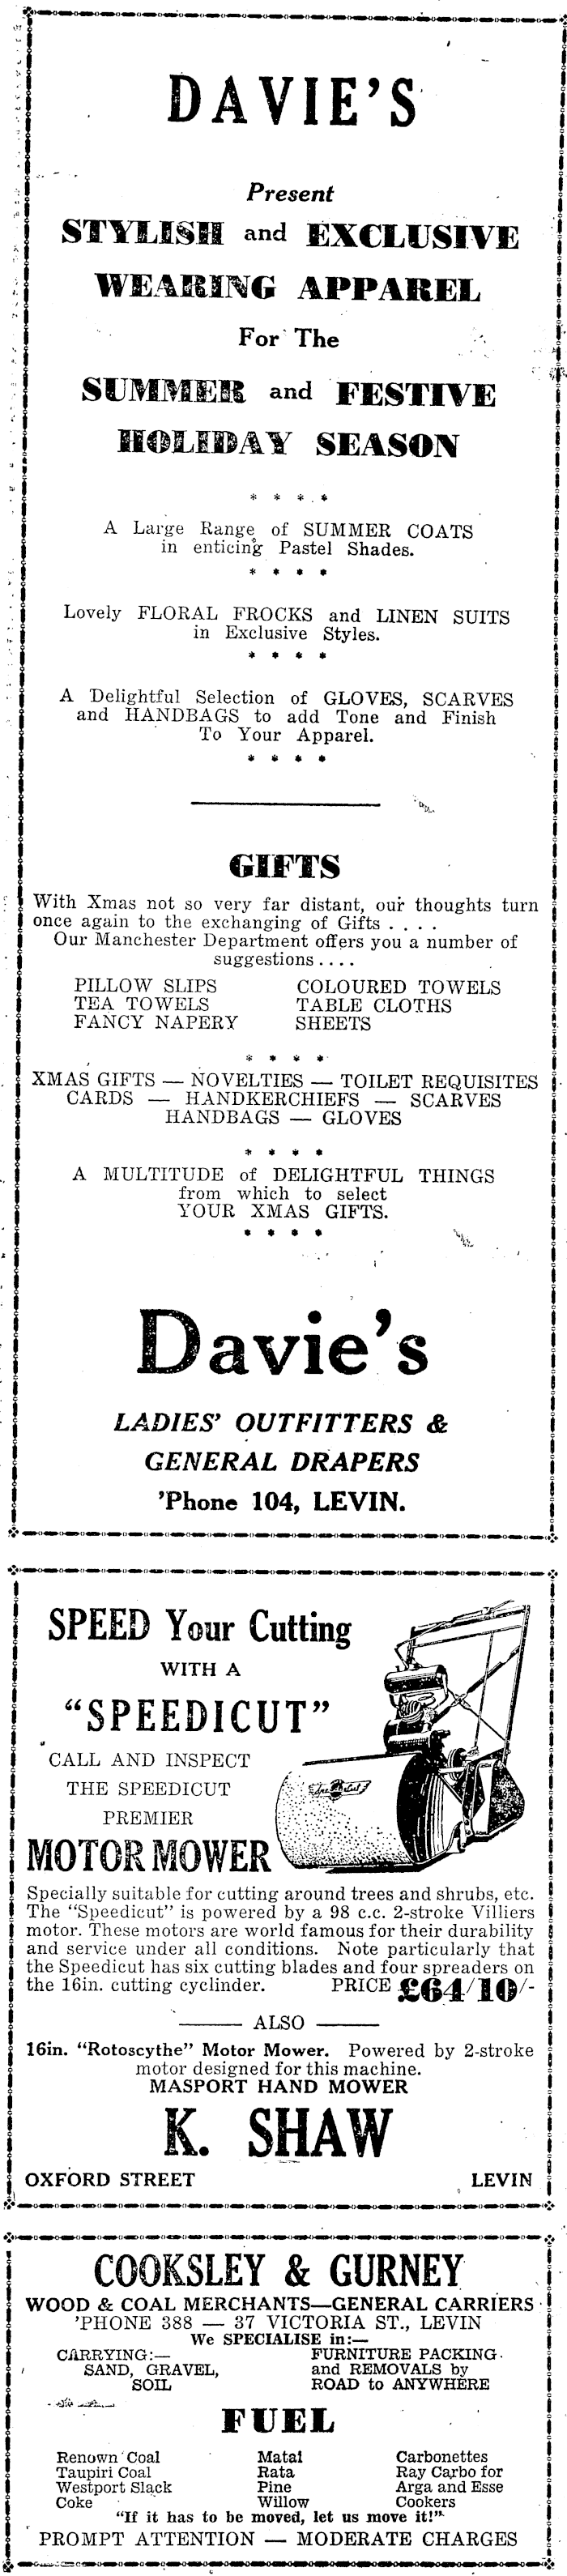 DAVIE'S
Present
STYLISH and EXCLUSIVE
WEARING APPAREL
For The
SUMMER and FESTIVE
HOLIDAY SEASON
* * * *
A Large Range of SUMMER COATS
in enticing Pastel Shades.
* * * *
Lovely FLORAL FROCKS and LINEN SUITS
in Exclusive Styles.
* * * *
A Delightful Selection of GLOVES, SCARVES
and HANDBAGS to add Tone and Finish
To Your Apparel.
* * * *
GIFTS
With Xmas not so very far distant, our thoughts turn
once again to the exchanging of Gifts . . . .
Our Manchester Department offers you a number of
suggestions . . . .
PILLOW SLIPS COLOURED TOWELS
TEA TOWELS TABLE CLOTHS
FANCY NAPERY SHEETS
* * * *
XMAS GIFTS — NOVELTIES — TOILET REQUISITES
CARDS — HANDKERCHIEFS — SCARVES
HANDBAGS — GLOVES
* * * *
A MULTITUDE of DELIGHTFUL THINGS
from which to select
YOUR XMAS GIFTS.
* * * *
Davie's
LADIES' OUTFITTERS &
GENERAL DRAPERS
'Phone 104, LEVIN.
SPEED Your Cutting
WITH A
"SPEEDICUT"
CALL AND INSPECT
THE SPEEDICUT
PREMIER
MOTOR MOWER
Specially suitable for cutting around trees and shrubs, etc.
The "Speedicut" is powered by a 98 c.c. 2-stroke Villiers
motor. These motors are world famous for their durability
and service under all conditions. Note particularly that
the Speedicut has six cutting blades and four spreaders on
the 16in. cutting cyclinder. PRICE £64/10/-
ALSO
16in. "Rotoscythe" Motor Mower. Powered by 2-stroke
motor designed for this machine.
MASPORT HAND MOWER
K. SHAW
OXFORD STREET LEVIN
COOKSLEY & GURNEY
WOOD & COAL MERCHANTS—GENERAL CARRIERS
'PHONE 388 — 37 VICTORIA ST., LEVIN
We SPECIALISE in:—
CARRYING:— FURNITURE PACKING
SAND, GRAVEL, and REMOVALS by
SOIL ROAD to ANYWHERE
FUEL
Renown Coal Matai Carbonettes
Taupiri Coal Rata Ray Carbo for
Westport Slack Pine Arga and Esse
Coke Willow Cookers
"If it has to be moved, let us move it!"
PROMPT ATTENTION — MODERATE CHARGES